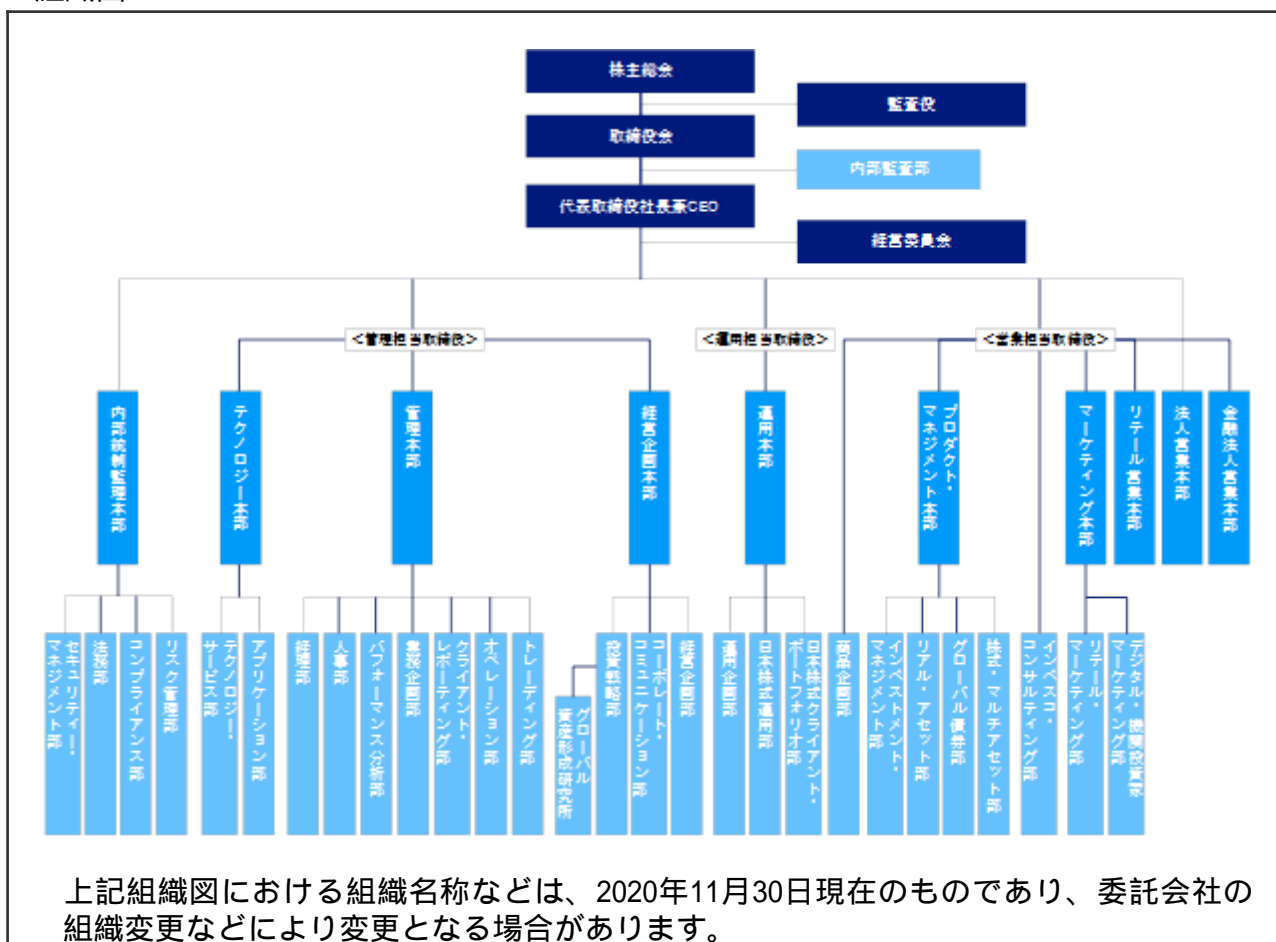 株主総会
監査役
取締役会
内部監査部
代表取締役社長兼CEO
経営委員会
＜管理担当取締役＞
＜運用担当取締役＞
＜営業担当取締役＞
内部統制監理本部
テクノロジー本部
管理本部
経営企画本部
運用本部
プロダクト・
マネジメント本部
マーケティング本部
リテール営業本部
法人営業本部
金融法人営業本部
セキュリティー・
マネジメント部
法務部
コンプライアンス部
リスク管理部
テクノロジー・
サービス部
アプリケーション部
経理部
人事部
パフォーマンス分析部
業務企画部
クライアント・
レポーティング部
オペレーション部
トレーディング部
グローバル
資産形成研究所
投資戦略部
コーポレート・
コミュニケーション部
経営企画部
運用企画部
日本株式運用部
日本株式クライアント・
ポートフォリオ部
商品企画部
インベストメント・
マネジメント部
リアル・アセット部
グローバル債券部
株式・マルチアセット部
インベスコ・
コンサルティング部
リテール・
マーケティング部
デジタル・機関投資家
マーケティング部
上記組織図における組織名称などは、2020年11月30日現在のものであり、委託会社の
組織変更などにより変更となる場合があります。